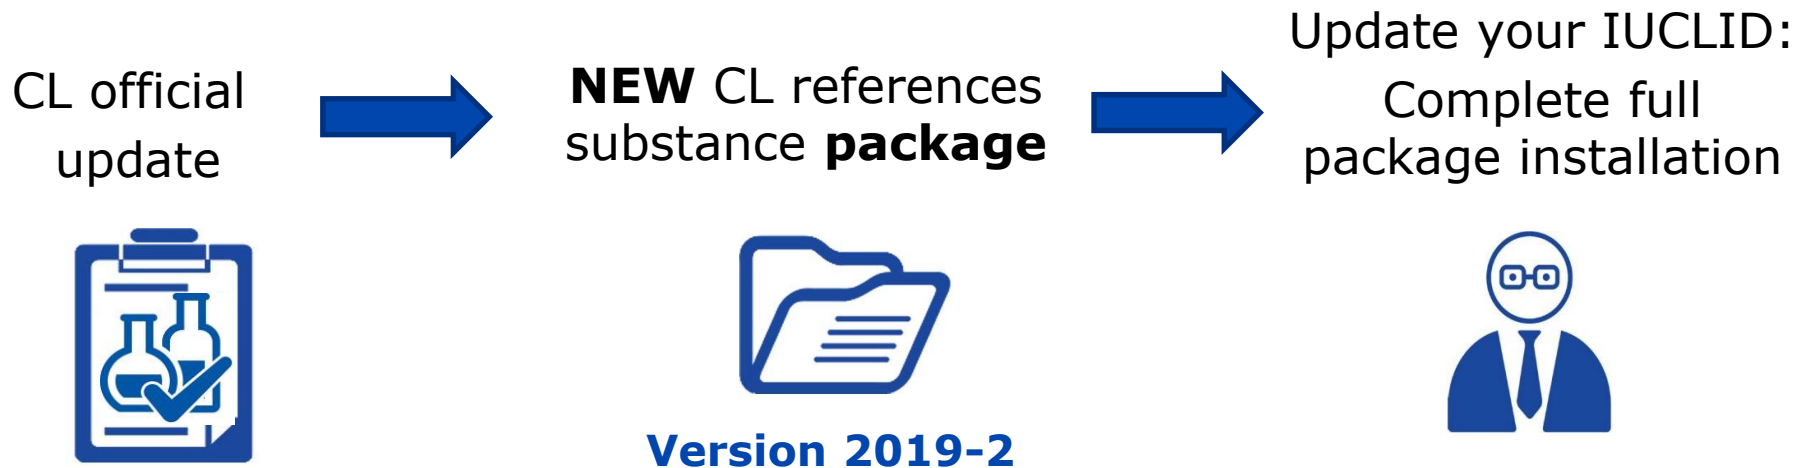 CL official
update
NEW CL references
substance package
Version 2019-2
Update your IUCLID:
Complete full
package installation